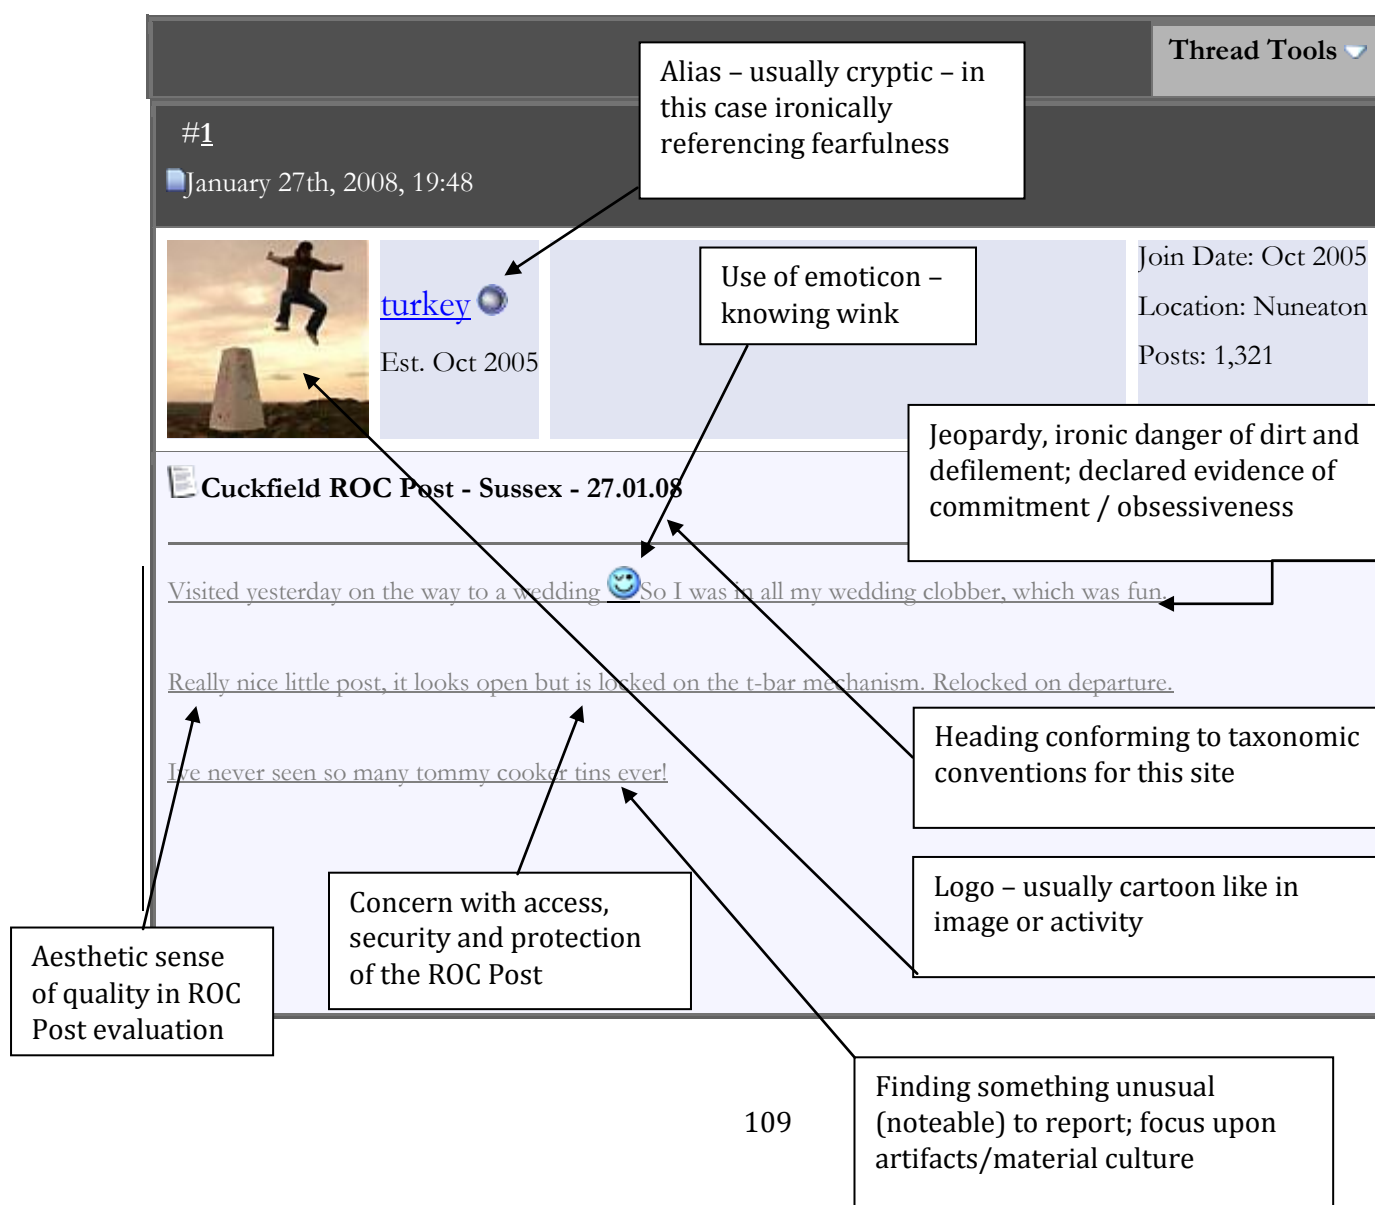 Thread Tools
Alias – usually cryptic – in
this case ironically
referencing fearfulness
#1
January 27th, 2008, 19:48
turkey
Est. Oct 2005
Use of emoticon –
knowing wink
Join Date: Oct 2005
Location: Nuneaton
Posts: 1,321
Jeopardy, ironic danger of dirt and
defilement; declared evidence of
commitment / obsessiveness
Cuckfield ROC Post - Sussex - 27.01.08
Visited yesterday on the way to a wedding So I was in all my wedding clobber, which was fun.
Really nice little post, it looks open but is locked on the t-bar mechanism. Relocked on departure.
Ive never seen so many tommy cooker tins ever!
Heading conforming to taxonomic
conventions for this site
Logo – usually cartoon like in
image or activity
Concern with access,
security and protection
of the ROC Post
Aesthetic sense
of quality in ROC
Post evaluation
Finding something unusual
(noteable) to report; focus upon
artifacts/material culture
109